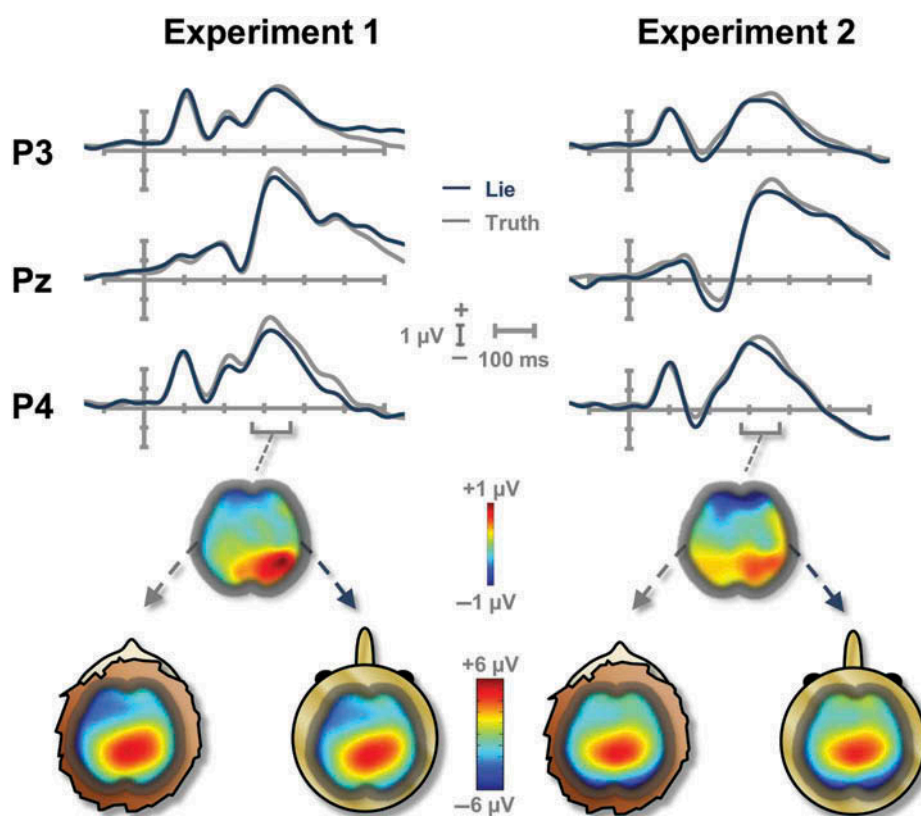 Experiment 1
Experiment 2
P3
Lie
Truth
Pz
+
1 µV
– 100 ms
P4
+1 µV
–1 µV
+6 µV
–6 µV